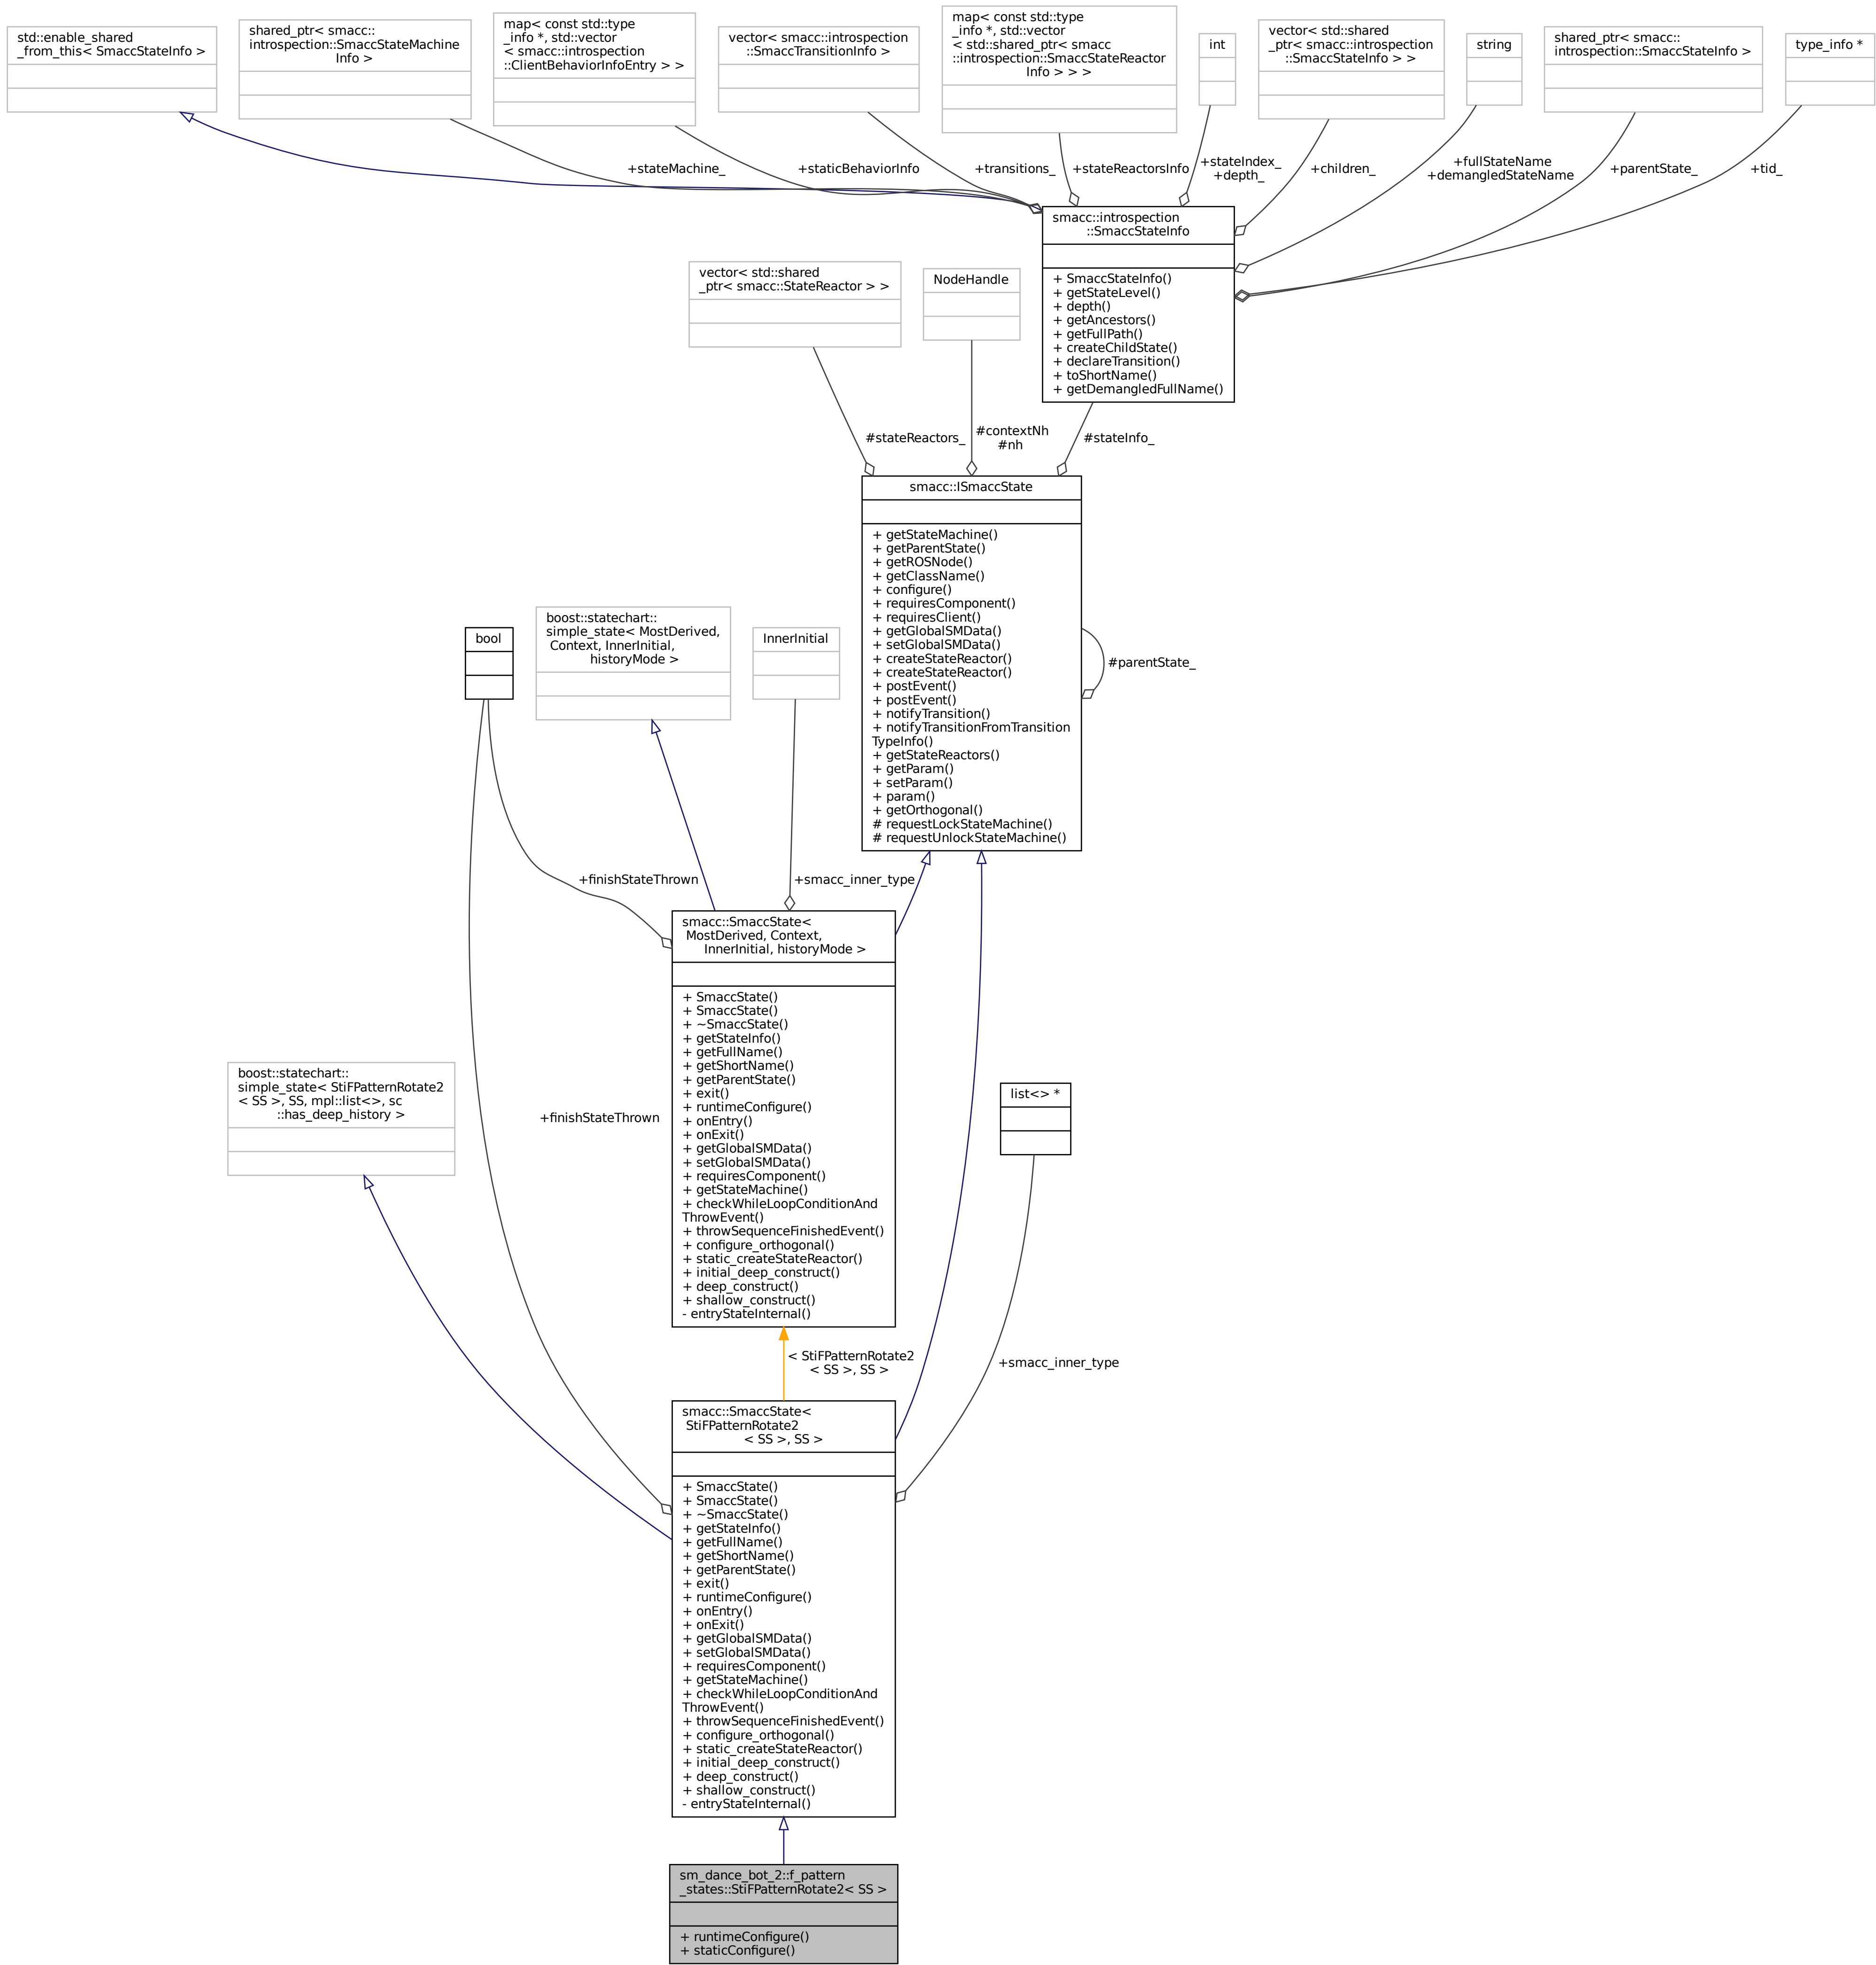 std::enable_shared
_from_this< SmaccStateInfo >
shared_ptr< smacc::
introspection::SmaccStateMachine
Info >
map< const std::type
_info *, std::vector
< smacc::introspection
::ClientBehaviorInfoEntry > >
vector< smacc::introspection
::SmaccTransitionInfo >
map< const std::type
_info *, std::vector
< std::shared_ptr< smacc
::introspection::SmaccStateReactor
Info > > >
int
vector< std::shared
_ptr< smacc::introspection
::SmaccStateInfo > >
string
shared_ptr< smacc::
introspection::SmaccStateInfo >
type_info *
+stateMachine_
+staticBehaviorInfo
+transitions_
+stateReactorsInfo
+stateIndex_
+depth_
+children_
+fullStateName
+demangledStateName
+parentState_
+tid_
smacc::introspection
::SmaccStateInfo
+ SmaccStateInfo()
+ getStateLevel()
+ depth()
+ getAncestors()
+ getFullPath()
+ createChildState()
+ declareTransition()
+ toShortName()
+ getDemangledFullName()
vector< std::shared
_ptr< smacc::StateReactor > >
NodeHandle
#stateReactors_
#contextNh
#nh
#stateInfo_
smacc::ISmaccState
+ getStateMachine()
+ getParentState()
+ getROSNode()
+ getClassName()
+ configure()
+ requiresComponent()
+ requiresClient()
+ getGlobalSMData()
+ setGlobalSMData()
+ createStateReactor()
+ createStateReactor()
+ postEvent()
+ postEvent()
+ notifyTransition()
+ notifyTransitionFromTransition
TypeInfo()
+ getStateReactors()
+ getParam()
+ setParam()
+ param()
+ getOrthogonal()
# requestLockStateMachine()
# requestUnlockStateMachine()
#parentState_
bool
boost::statechart::
simple_state< MostDerived,
Context, InnerInitial,
historyMode >
InnerInitial
+finishStateThrown
+smacc_inner_type
smacc::SmaccState<
MostDerived, Context,
InnerInitial, historyMode >
+ SmaccState()
+ SmaccState()
+ ~SmaccState()
+ getStateInfo()
+ getFullName()
+ getShortName()
+ getParentState()
+ exit()
+ runtimeConfigure()
+ onEntry()
+ onExit()
+ getGlobalSMData()
+ setGlobalSMData()
+ requiresComponent()
+ getStateMachine()
+ checkWhileLoopConditionAnd
ThrowEvent()
+ throwSequenceFinishedEvent()
+ configure_orthogonal()
+ static_createStateReactor()
+ initial_deep_construct()
+ deep_construct()
+ shallow_construct()
- entryStateInternal()
boost::statechart::
simple_state< StiFPatternRotate2
< SS >, SS, mpl::list<>, sc
::has_deep_history >
+finishStateThrown
list<> *
< StiFPatternRotate2
< SS >, SS >
+smacc_inner_type
smacc::SmaccState<
StiFPatternRotate2
< SS >, SS >
+ SmaccState()
+ SmaccState()
+ ~SmaccState()
+ getStateInfo()
+ getFullName()
+ getShortName()
+ getParentState()
+ exit()
+ runtimeConfigure()
+ onEntry()
+ onExit()
+ getGlobalSMData()
+ setGlobalSMData()
+ requiresComponent()
+ getStateMachine()
+ checkWhileLoopConditionAnd
ThrowEvent()
+ throwSequenceFinishedEvent()
+ configure_orthogonal()
+ static_createStateReactor()
+ initial_deep_construct()
+ deep_construct()
+ shallow_construct()
- entryStateInternal()
sm_dance_bot_2::f_pattern
_states::StiFPatternRotate2< SS >
+ runtimeConfigure()
+ staticConfigure()